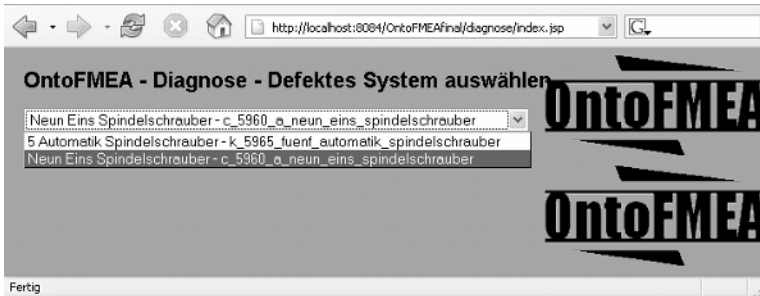 http://localhost:8084/OntoFMEAfinal/diagnose/index.jsp
G
OntoFMEA - Diagnose - Defektes System auswählen
OntoFMEA
Neun Eins Spindelschrauber - c_5960_a_neun_eins_spindelschrauber
5 Automatik Spindelschrauber - k_5965_fuenf_automatik_spindelschrauber
Neun Eins Spindelschrauber - c_5960_a_neun_eins_spindelschrauber
OntoFMEA
Fertig